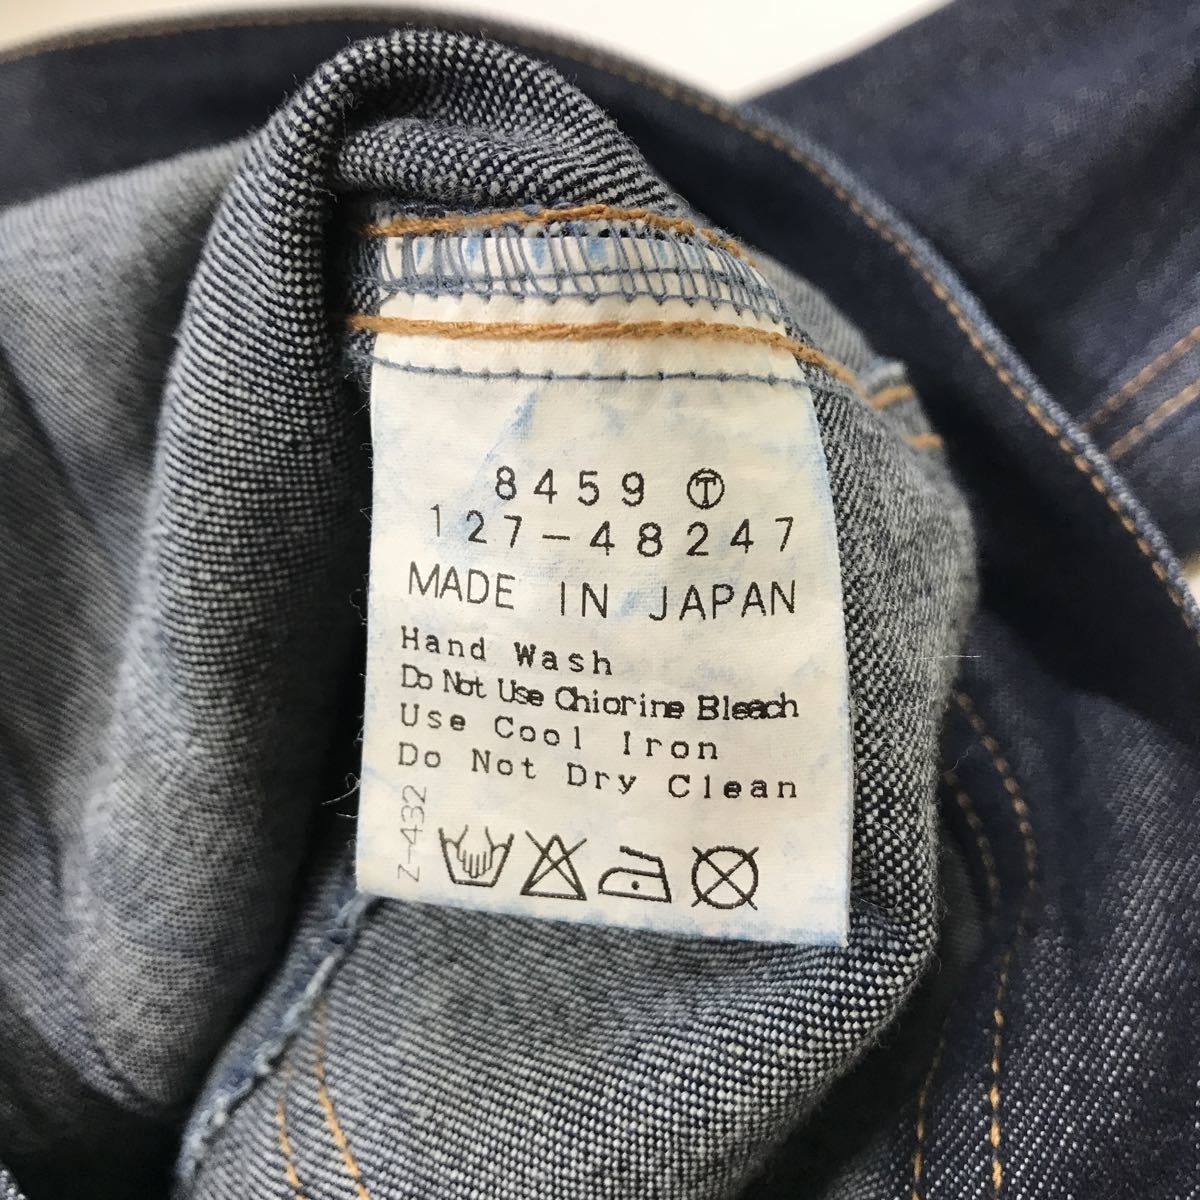 8459 Ⓣ
127-48247
MADE IN JAPAN
Hand Wash
Do Not Use Chiorine Bleach
Use Cool Iron
Do Not Dry Clean
Z-432